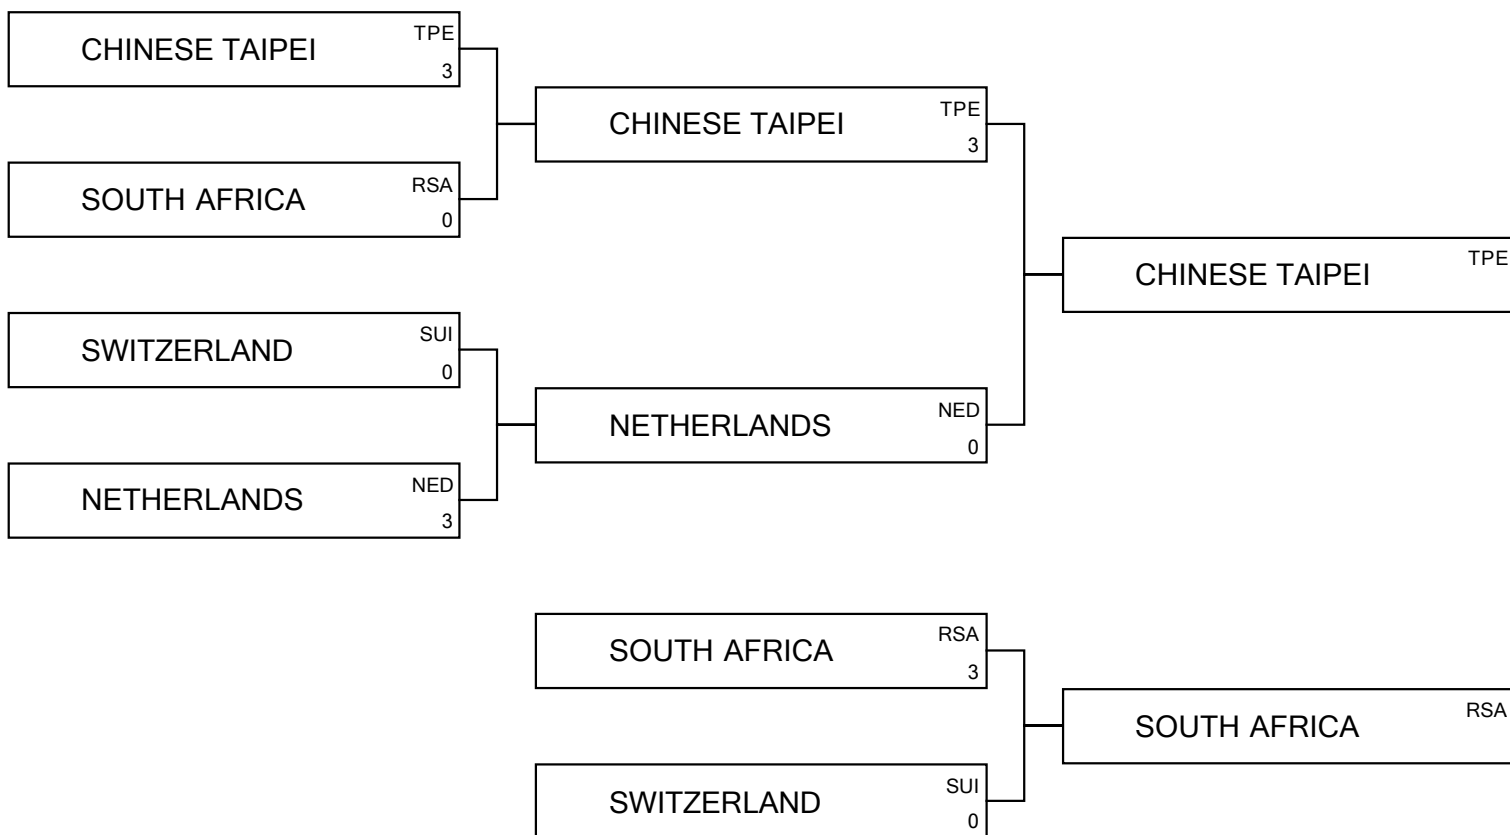 CHINESE TAIPEI TPE
3
SOUTH AFRICA RSA
0
SWITZERLAND SUI
0
NETHERLANDS NED
3
CHINESE TAIPEI TPE
3
NETHERLANDS NED
0
CHINESE TAIPEI TPE
SOUTH AFRICA RSA
3
SWITZERLAND SUI
0
SOUTH AFRICA RSA